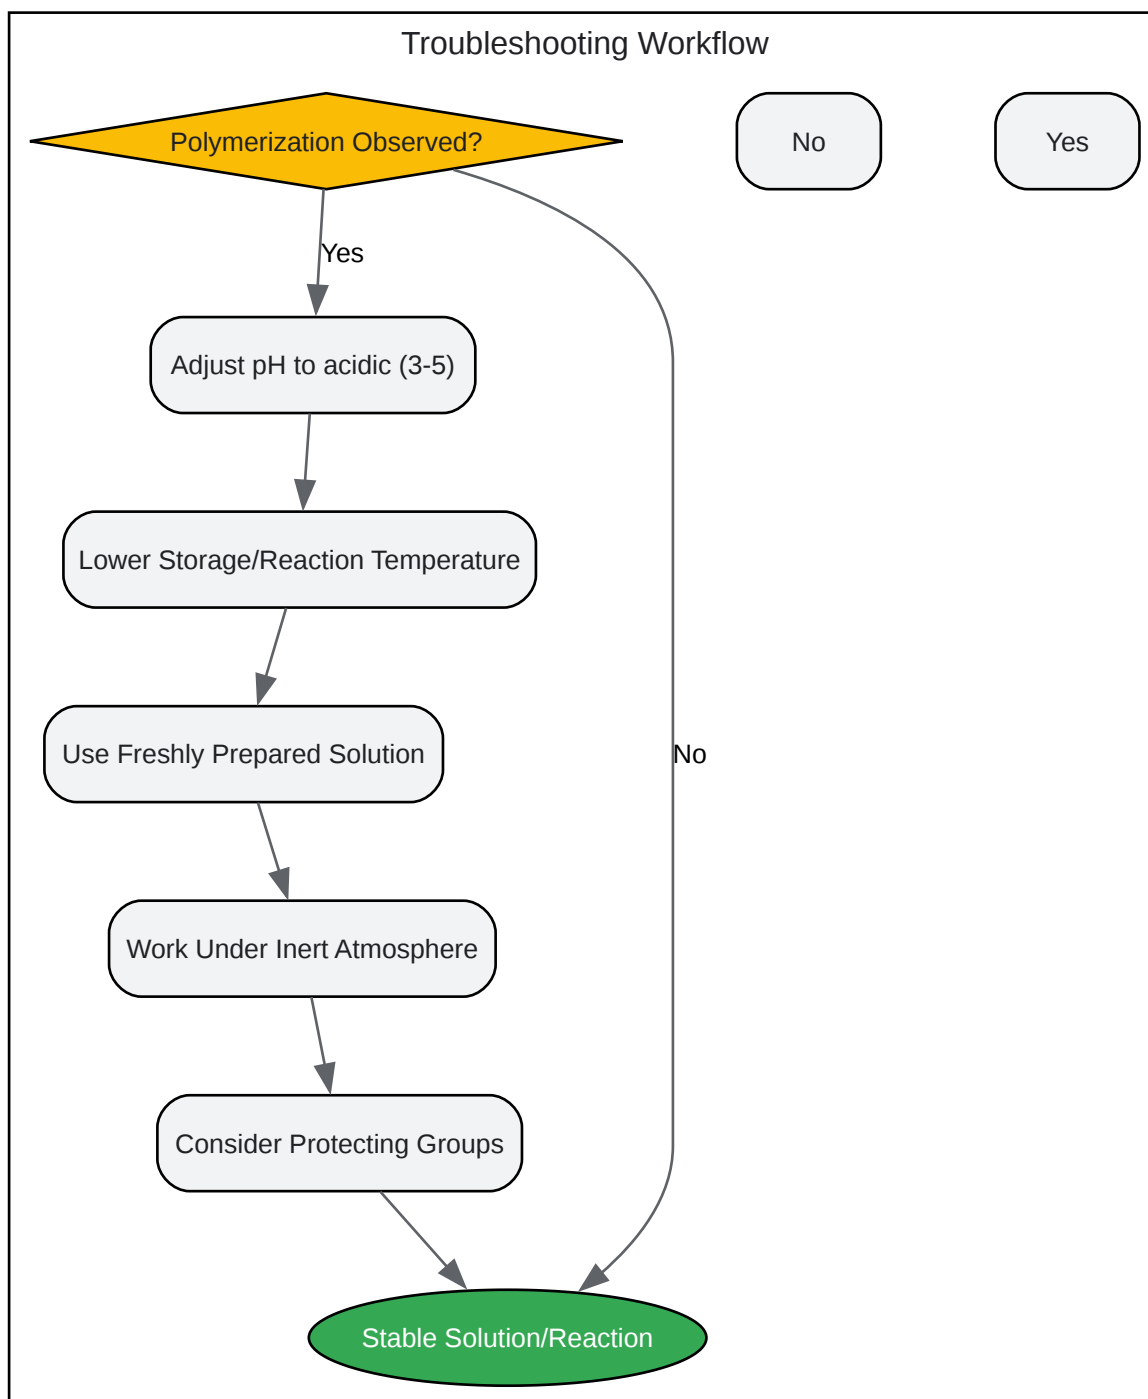 Troubleshooting Workflow
Polymerization Observed?
No
Yes
Yes
Adjust pH to acidic (3-5)
Lower Storage/Reaction Temperature
Use Freshly Prepared Solution
No
Work Under Inert Atmosphere
Consider Protecting Groups
Stable Solution/Reaction